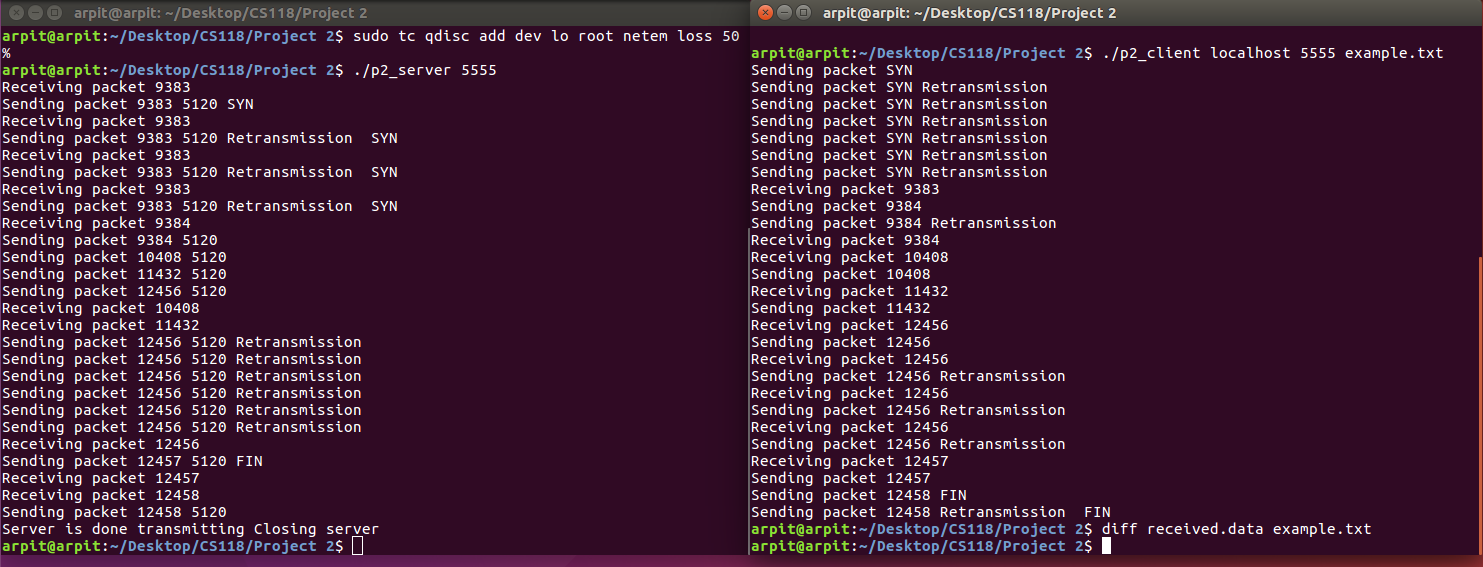 arpit@arpit: ~/Desktop/CS118/Project 2
arpit@arpit:~/Desktop/CS118/Project 2$ sudo tc qdisc add dev lo root netem loss 50
%
arpit@arpit:~/Desktop/CS118/Project 2$ ./p2_server 5555
Receiving packet 9383
Sending packet 9383 5120 SYN
Receiving packet 9383
Sending packet 9383 5120 Retransmission  SYN
Receiving packet 9383
Sending packet 9383 5120 Retransmission  SYN
Receiving packet 9383
Sending packet 9383 5120 Retransmission  SYN
Receiving packet 9384
Sending packet 9384 5120
Sending packet 10408 5120
Sending packet 11432 5120
Sending packet 12456 5120
Receiving packet 10408
Receiving packet 11432
Sending packet 12456 5120 Retransmission
Sending packet 12456 5120 Retransmission
Sending packet 12456 5120 Retransmission
Sending packet 12456 5120 Retransmission
Sending packet 12456 5120 Retransmission
Sending packet 12456 5120 Retransmission
Receiving packet 12456
Sending packet 12457 5120 FIN
Receiving packet 12457
Receiving packet 12458
Sending packet 12458 5120
Server is done transmitting Closing server
arpit@arpit:~/Desktop/CS118/Project 2$
arpit@arpit: ~/Desktop/CS118/Project 2
arpit@arpit:~/Desktop/CS118/Project 2$ ./p2_client localhost 5555 example.txt
Sending packet SYN
Sending packet SYN Retransmission
Sending packet SYN Retransmission
Sending packet SYN Retransmission
Sending packet SYN Retransmission
Sending packet SYN Retransmission
Sending packet SYN Retransmission
Receiving packet 9383
Sending packet 9384
Sending packet 9384 Retransmission
Receiving packet 9384
Receiving packet 10408
Sending packet 10408
Receiving packet 11432
Sending packet 11432
Receiving packet 12456
Sending packet 12456
Receiving packet 12456
Sending packet 12456 Retransmission
Receiving packet 12456
Sending packet 12456 Retransmission
Receiving packet 12456
Sending packet 12456 Retransmission
Receiving packet 12457
Sending packet 12457
Sending packet 12458 FIN
Sending packet 12458 Retransmission  FIN
arpit@arpit:~/Desktop/CS118/Project 2$ diff received.data example.txt
arpit@arpit:~/Desktop/CS118/Project 2$